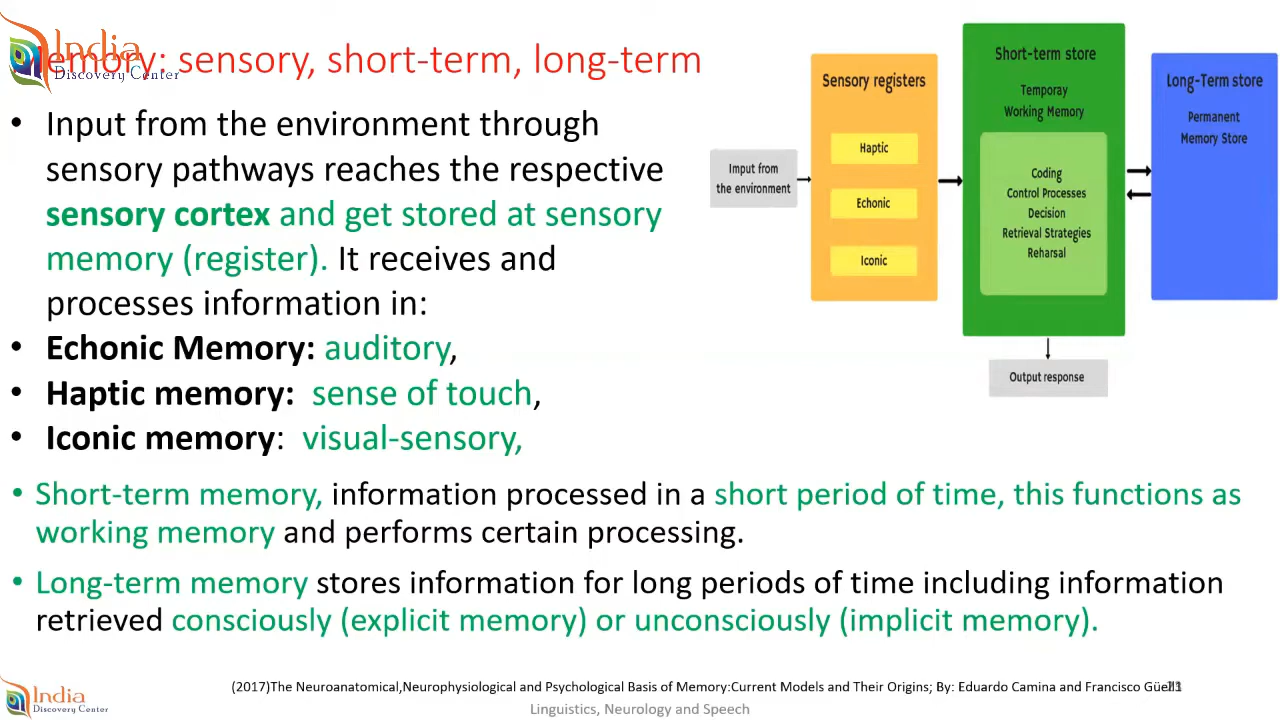 India
Discovery Center
emory: sensory, short-term, long-term
• Input from the environment through
sensory pathways reaches the respective
sensory cortex and get stored at sensory
memory (register). It receives and
processes information in:
• Echonic Memory: auditory,
• Haptic memory: sense of touch,
• Iconic memory: visual-sensory,
• Short-term memory, information processed in a short period of time, this functions as
working memory and performs certain processing.
• Long-term memory stores information for long periods of time including information
retrieved consciously (explicit memory) or unconsciously (implicit memory).
Input from
the environment
Sensory registers
Haptic
Echonic
Iconic
Short-term store
Temporay
Working Memory
Coding
Control Processes
Decision
Retrieval Strategies
Reharsal
Output response
Long-Term store
Permanent
Memory Store
(2017)The Neuroanatomical,Neurophysiological and Psychological Basis of Memory:Current Models and Their Origins; By: Eduardo Camina and Francisco Güell
Linguistics, Neurology and Speech
India
Discovery Center